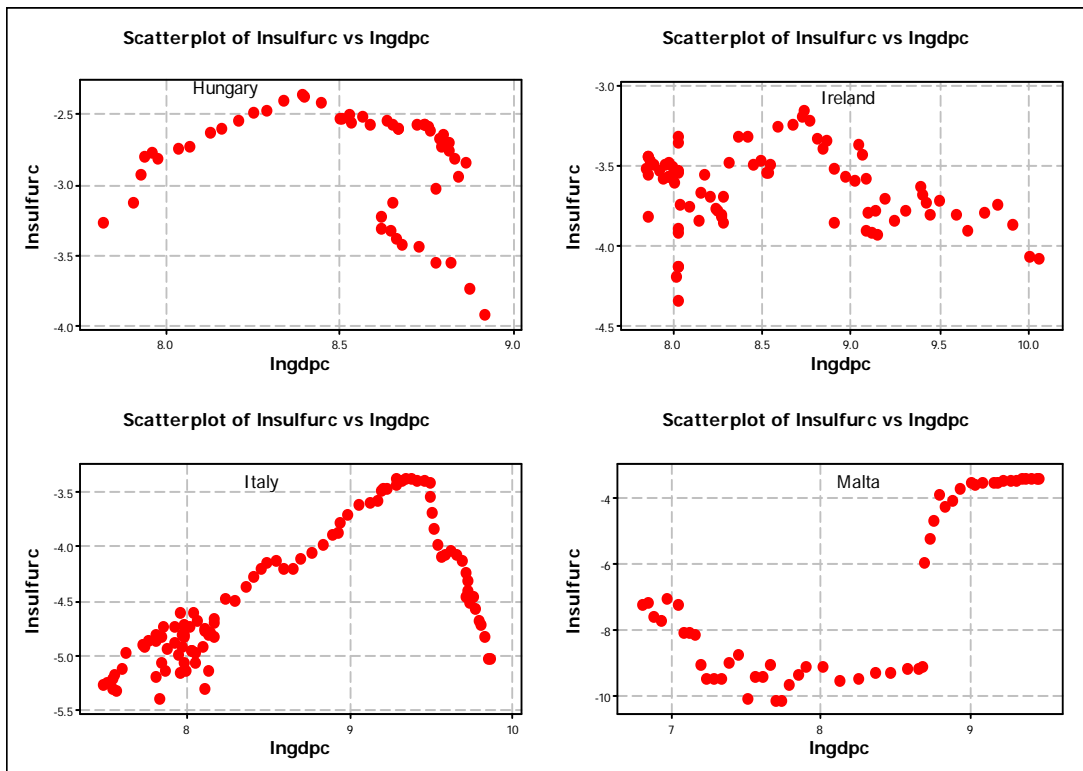 Scatterplot of lnsulfurc vs lngdpc
Hungary
lnsulfurc
-2.5
-3.0
-3.5
-4.0
8.0 8.5 9.0
lngdpc
Scatterplot of lnsulfurc vs lngdpc
Ireland
lnsulfurc
-3.0
-3.5
-4.0
-4.5
8.0 8.5 9.0 9.5 10.0
lngdpc
Scatterplot of lnsulfurc vs lngdpc
Italy
lnsulfurc
-3.5
-4.0
-4.5
-5.0
-5.5
8 9 10
lngdpc
Scatterplot of lnsulfurc vs lngdpc
Malta
lnsulfurc
-4
-6
-8
-10
7 8 9
lngdpc